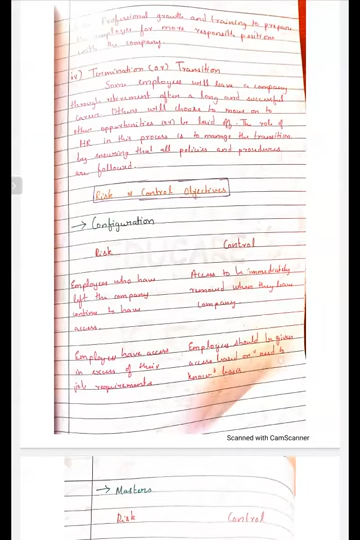 Professional growth and training to prepare
the employee for more responsible positions
with the company.
iv) Termination (or) Transition
Some employees will leave a company
through retirement after a long and successful
career. Others will choose to move on to
other opportunities (or) be laid off. The role of
HR in this process is to manage the transition
by ensuring that all policies and procedures
are followed.
Risk & Control Objectives
→ Configuration
Risk Control
Employees who have
left the company
continue to have
access.
Access to be immediately
removed when they leave
company.
Employees have access
in excess of their
job requirements.
Employees should be given
access based on "need to
know" basis
Scanned with CamScanner
→ Masters
Risk Control